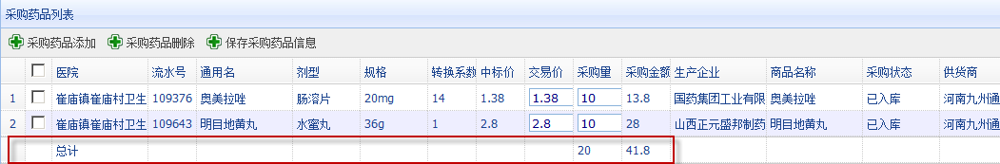 采购药品列表
采购药品添加 采购药品删除 保存采购药品信息
医院 流水号 通用名 剂型 规格 转换系数 中标价 交易价 采购量 采购金额 生产企业 商品名称 采购状态 供货商
1 崔庙镇崔庙村卫生 109376 奥美拉唑 肠溶片 20mg 14 1.38 1.38 10 13.8 国药集团工业有限 奥美拉唑 已入库 河南九州通
2 崔庙镇崔庙村卫生 109643 明目地黄丸 水蜜丸 36g 1 2.8 2.8 10 28 山西正元盛邦制药 明目地黄丸 已入库 河南九州通
总计 20 41.8